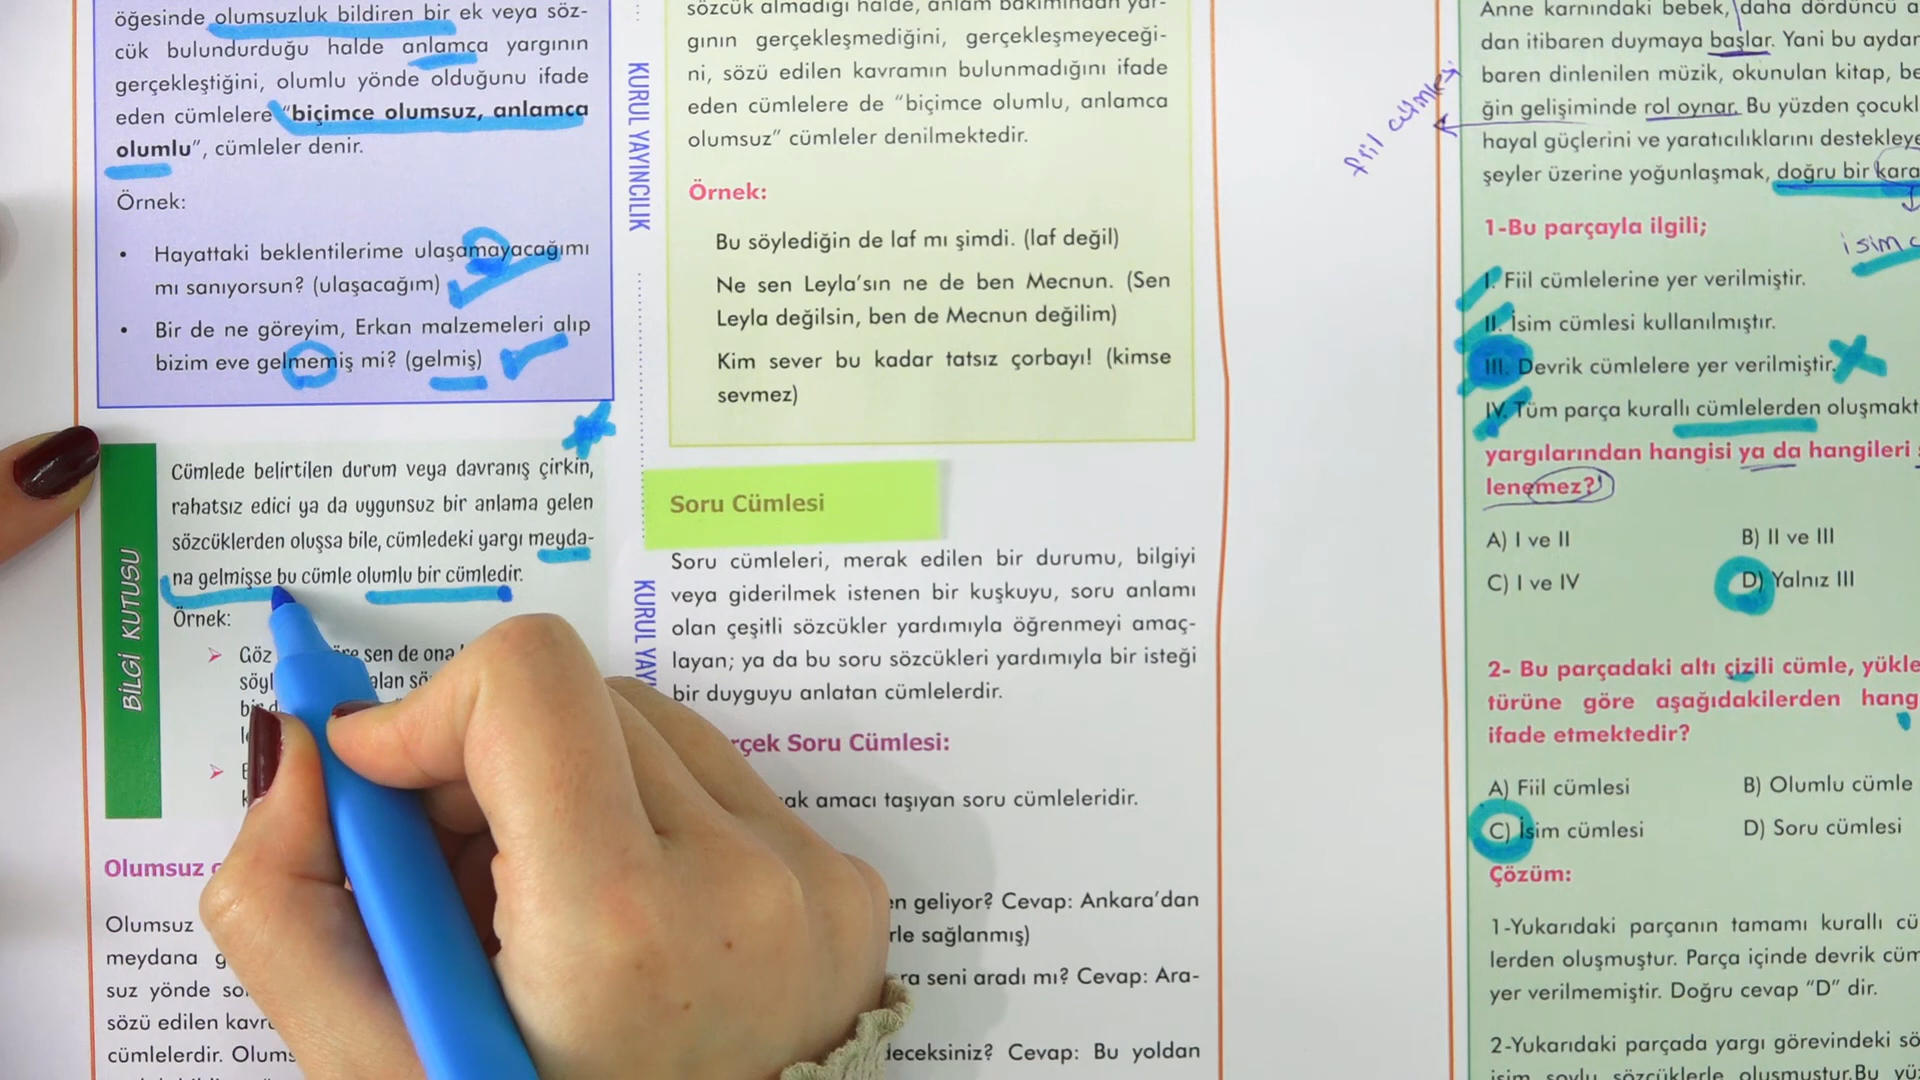 öğesinde olumsuzluk bildiren bir ek veya söz-
cük bulundurduğu halde anlamca yargının
gerçekleştiğini, olumlu yönde olduğunu ifade
eden cümlelere “biçimce olumsuz, anlamca
olumlu”, cümleler denir.
Örnek:
• Hayattaki beklentilerime ulaşamayacağımı
mı sanıyorsun? (ulaşacağım)
• Bir de ne göreyim, Erkan malzemeleri alıp
bizim eve gelmemiş mi? (gelmiş)
BİLGİ KUTUSU
Cümlede belirtilen durum veya davranış çirkin,
rahatsız edici ya da uygunsuz bir anlama gelen
sözcüklerden oluşsa bile, cümledeki yargı meyda-
na gelmişse bu cümle olumlu bir cümledir.
Örnek:
Göz sen de ona
Olumsuz
Olumsuz
meydana
suz yönde
sözü edilen
cümlelerdir.
KURUL YAYINCILIK
KURUL
sözcük almadığı halde, anlam bakımından yar-
gının gerçekleşmediğini, gerçekleşmeyeceği-
ni, sözü edilen kavramın bulunmadığını ifade
eden cümlelere de “biçimce olumlu, anlamca
olumsuz” cümleler denilmektedir.
Örnek:
Bu söylediğin de laf mı şimdi. (laf değil)
Ne sen Leyla’sın ne de ben Mecnun. (Sen
Leyla değilsin, ben de Mecnun değilim)
Kim sever bu kadar tatsız çorbayı! (kimse
sevmez)
Soru Cümlesi
Soru cümleleri, merak edilen bir durumu, bilgiyi
veya giderilmek istenen bir kuşkuyu, soru anlamı
olan çeşitli sözcükler yardımıyla öğrenmeyi amaç-
layan; ya da bu soru sözcükleri yardımıyla bir isteği
bir duyguyu anlatan cümlelerdir.
Soru Cümlesi:
amacı taşıyan soru cümleleridir.
geliyor? Cevap: Ankara’dan
sağlanmış)
seni aradı mı? Cevap: Ara-
Cevap: Bu yoldan
fiil cümlesi
Anne karnındaki bebek, daha dördüncü
dan itibaren duymaya başlar. Yani bu aydan
baren dinlenilen müzik, okunulan kitap,
ğin gelişiminde rol oynar. Bu yüzden
hayal güçlerini ve yaratıcılıklarını
şeyler üzerine yoğunlaşmak, doğru bir
isim
1-Bu parçayla ilgili;
I. Fiil cümlelerine yer verilmiştir.
II. İsim cümlesi kullanılmıştır.
III. Devrik cümlelere yer verilmiştir.
IV. Tüm parça kurallı cümlelerden
yargılarından hangisi ya da hangileri
lenemez?
A) I ve II B) II ve III
C) I ve IV D) Yalnız III
2- Bu parçadaki altı çizili cümle,
türüne göre aşağıdakilerden
ifade etmektedir?
A) Fiil cümlesi B) Olumlu cümle
C) İsim cümlesi D) Soru cümlesi
Çözüm:
1-Yukarıdaki parçanın tamamı kurallı
lerden oluşmuştur. Parça içinde devrik
yer verilmemiştir. Doğru cevap “D” dir.
2-Yukarıdaki parçada yargı görevindeki
isim soylu sözcüklerle oluşmuştur.Bu